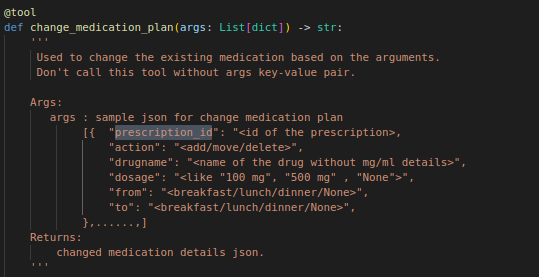 @tool
def change_medication_plan(args: List[dict]) -> str:
'''
Used to change the existing medication based on the arguments.
Don't call this tool without args key-value pair.
Args:
args : sample json for change medication plan
[{  "prescription_id": "<id of the prescription>,
"action": "<add/move/delete>",
"drugname": "<name of the drug without mg/ml details>",
"dosage": "<like "100 mg", "500 mg" , "None">",
"from": "<breakfast/lunch/dinner/None>",
"to": "<breakfast/lunch/dinner/None>",
},......,]
Returns:
changed medication details json.
'''